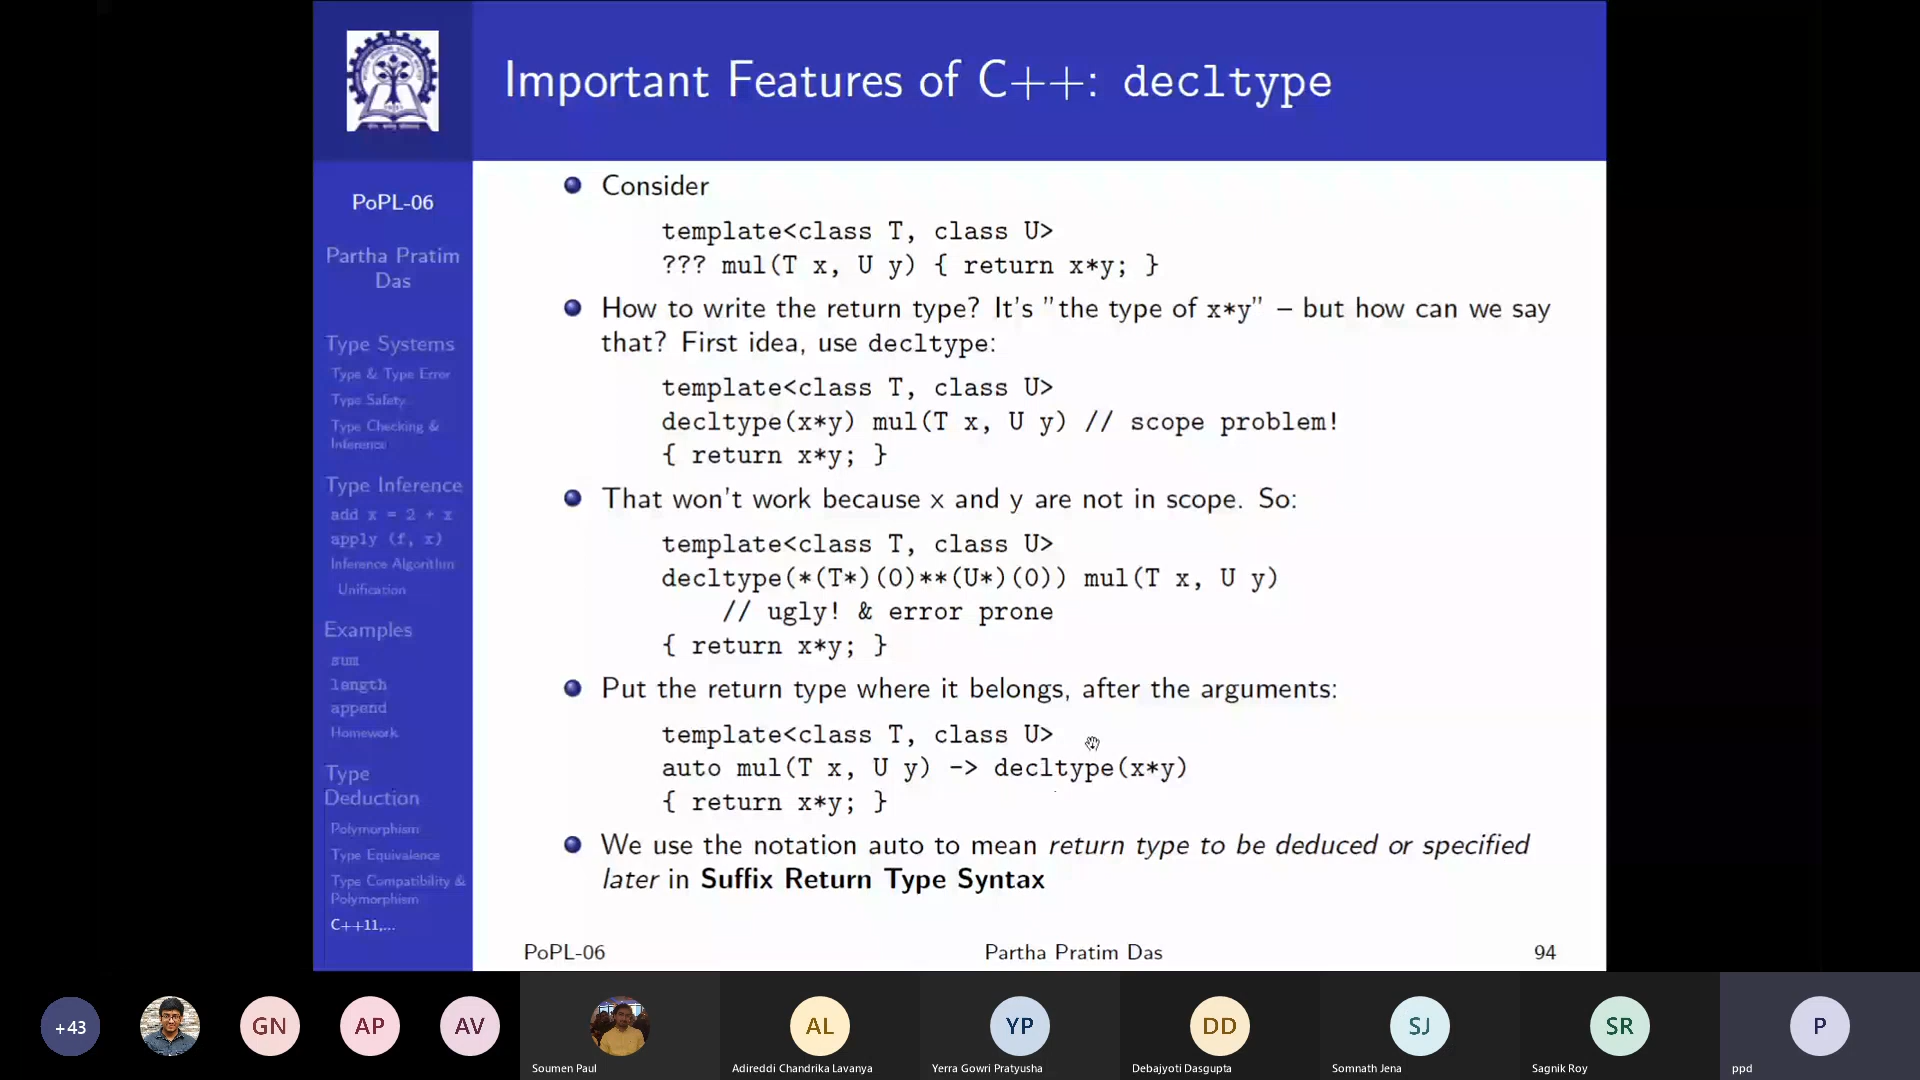 Important Features of C++: decltype
PoPL-06
Partha Pratim
Das
Type Systems
Type & Type Error
Type Safety
Type Checking &
Inference
Type Inference
add x = 2 + x
apply (f, x)
Inference Algorithm
Unification
Examples
sum
length
append
Homework
Type
Deduction
Polymorphism
Type Equivalence
Type Compatibility &
Polymorphism
C++11,...
Consider
template<class T, class U>
??? mul(T x, U y) { return x*y; }
How to write the return type? It's "the type of x*y" – but how can we say
that? First idea, use decltype:
template<class T, class U>
decltype(x*y) mul(T x, U y) // scope problem!
{ return x*y; }
That won't work because x and y are not in scope. So:
template<class T, class U>
decltype(*(T*)(0)**(U*)(0)) mul(T x, U y)
// ugly! & error prone
{ return x*y; }
Put the return type where it belongs, after the arguments:
template<class T, class U>
auto mul(T x, U y) -> decltype(x*y)
{ return x*y; }
We use the notation auto to mean return type to be deduced or specified
later in Suffix Return Type Syntax
PoPL-06 Partha Pratim Das 94
+43 GN AP AV AL YP DD SJ SR P
Soumen Paul Adireddi Chandrika Lavanya Yerra Gowri Pratyusha Debajyoti Dasgupta Somnath Jena Sagnik Roy ppd